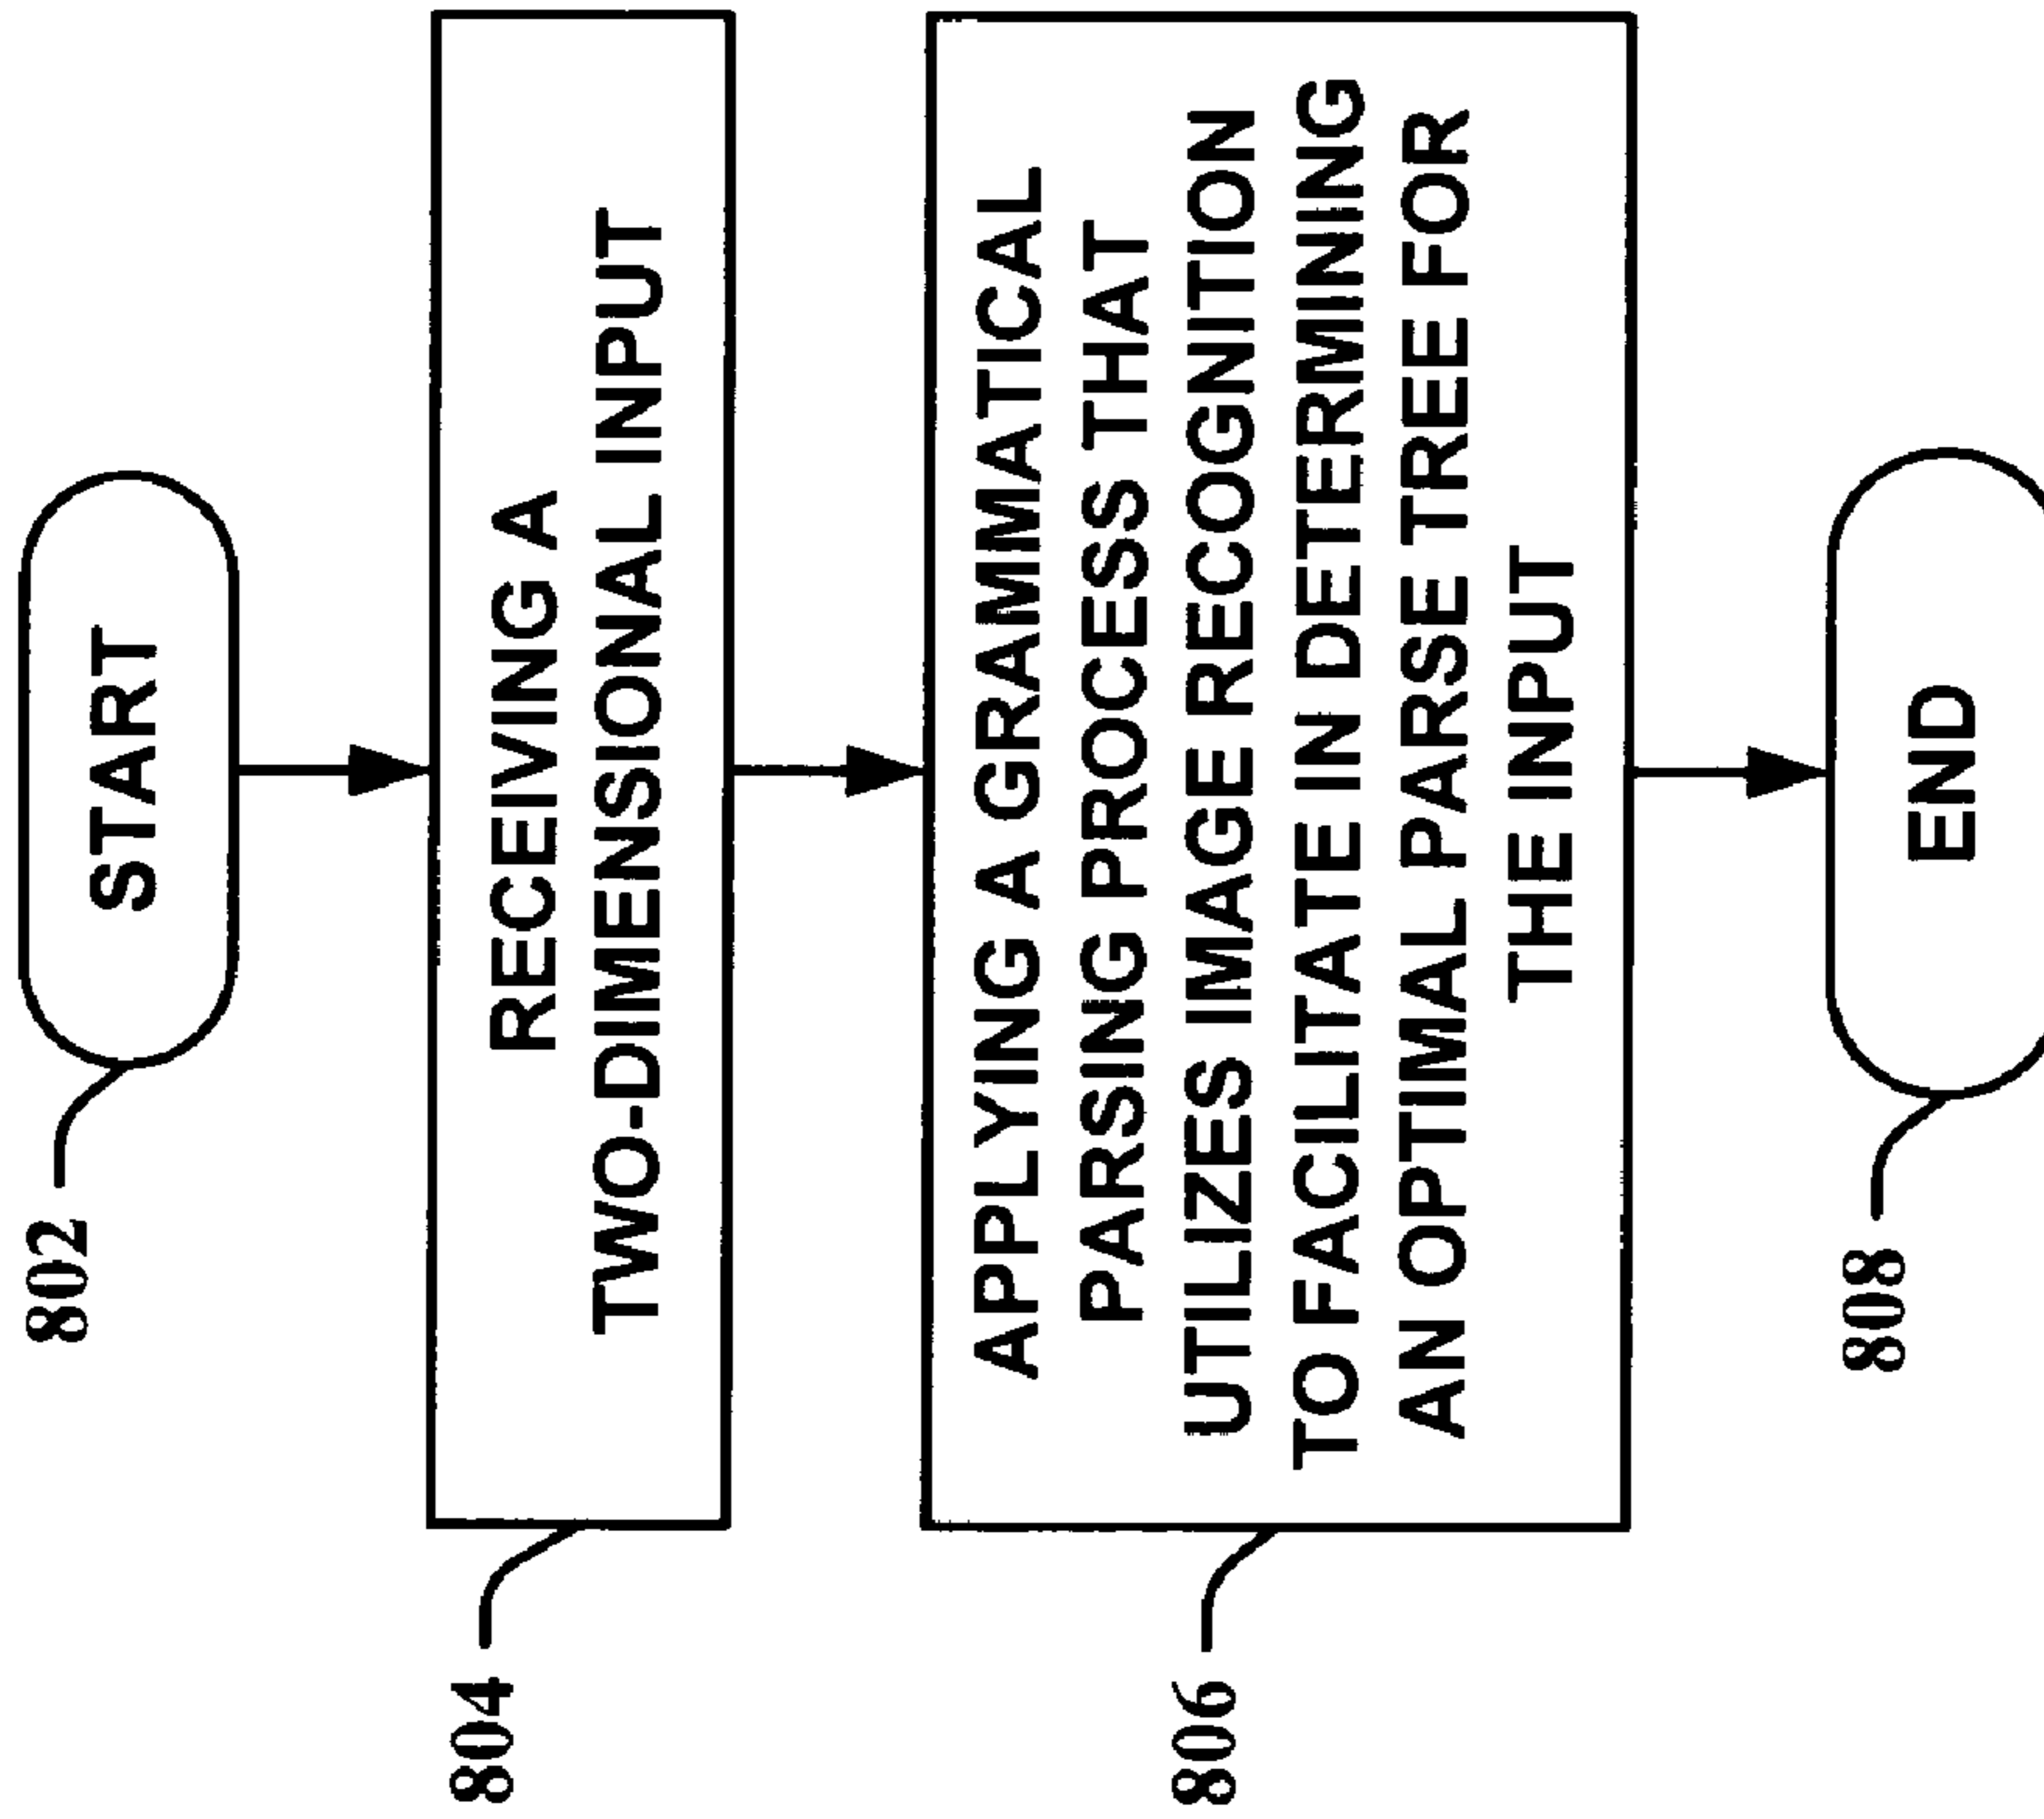 802
START
804
RECEIVING A
TWO-DIMENSIONAL INPUT
806
APPLYING A GRAMMATICAL
PARSING PROCESS THAT
UTILIZES IMAGE RECOGNITION
TO FACILITATE IN DETERMINING
AN OPTIMAL PARSE TREE FOR
THE INPUT
808
END